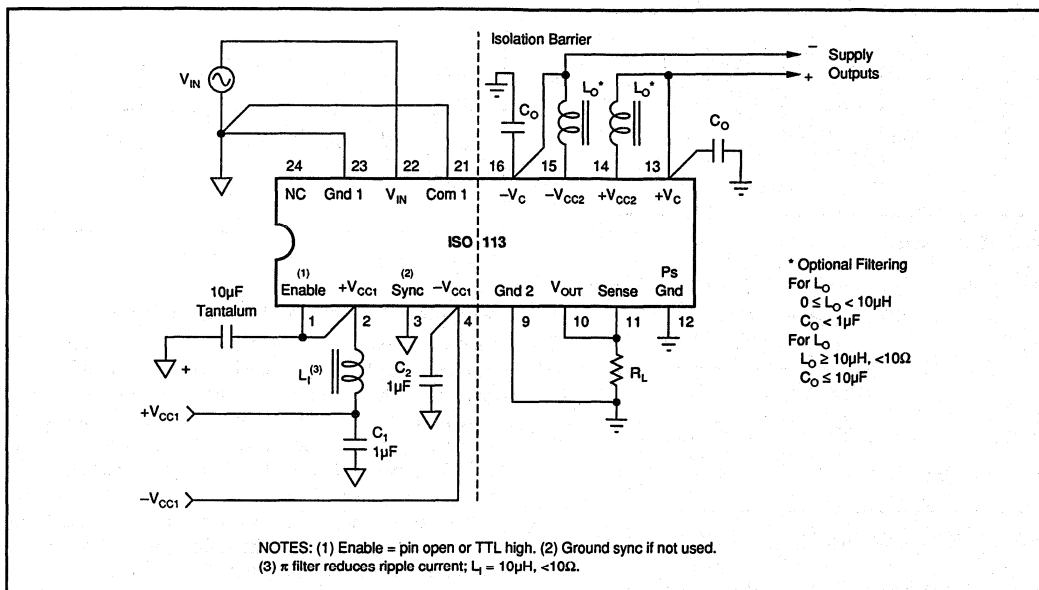 Isolation Barrier
− Supply
+ Outputs
V_IN
L_O* L_O*
C_O
C_O
24 23 22 21 16 15 14 13
NC Gnd 1 V_IN Com 1 −V_C −V_CC2 +V_CC2 +V_C
ISO 113
(1) (2) Ps
Enable +V_CC1 Sync −V_CC1 Gnd 2 V_OUT Sense Gnd
1 2 3 4 9 10 11 12
10µF
Tantalum
+
L_I(3)
C_2
1µF
R_L
+V_CC1
C_1
1µF
−V_CC1
* Optional Filtering
For L_O
0 ≤ L_O < 10µH
C_O < 1µF
For L_O
L_O ≥ 10µH, <10Ω
C_O ≤ 10µF
NOTES: (1) Enable = pin open or TTL high. (2) Ground sync if not used.
(3) π filter reduces ripple current; L_I = 10µH, <10Ω.